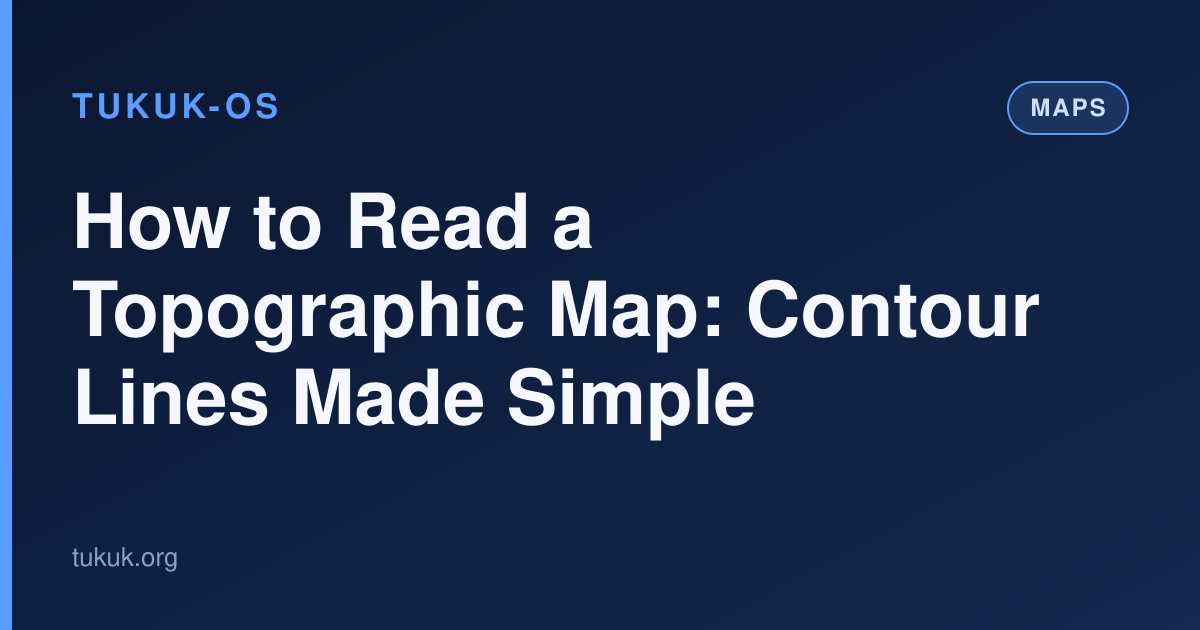 TUKUK-OS
MAPS
How to Read a
Topographic Map: Contour
Lines Made Simple
tukuk.org